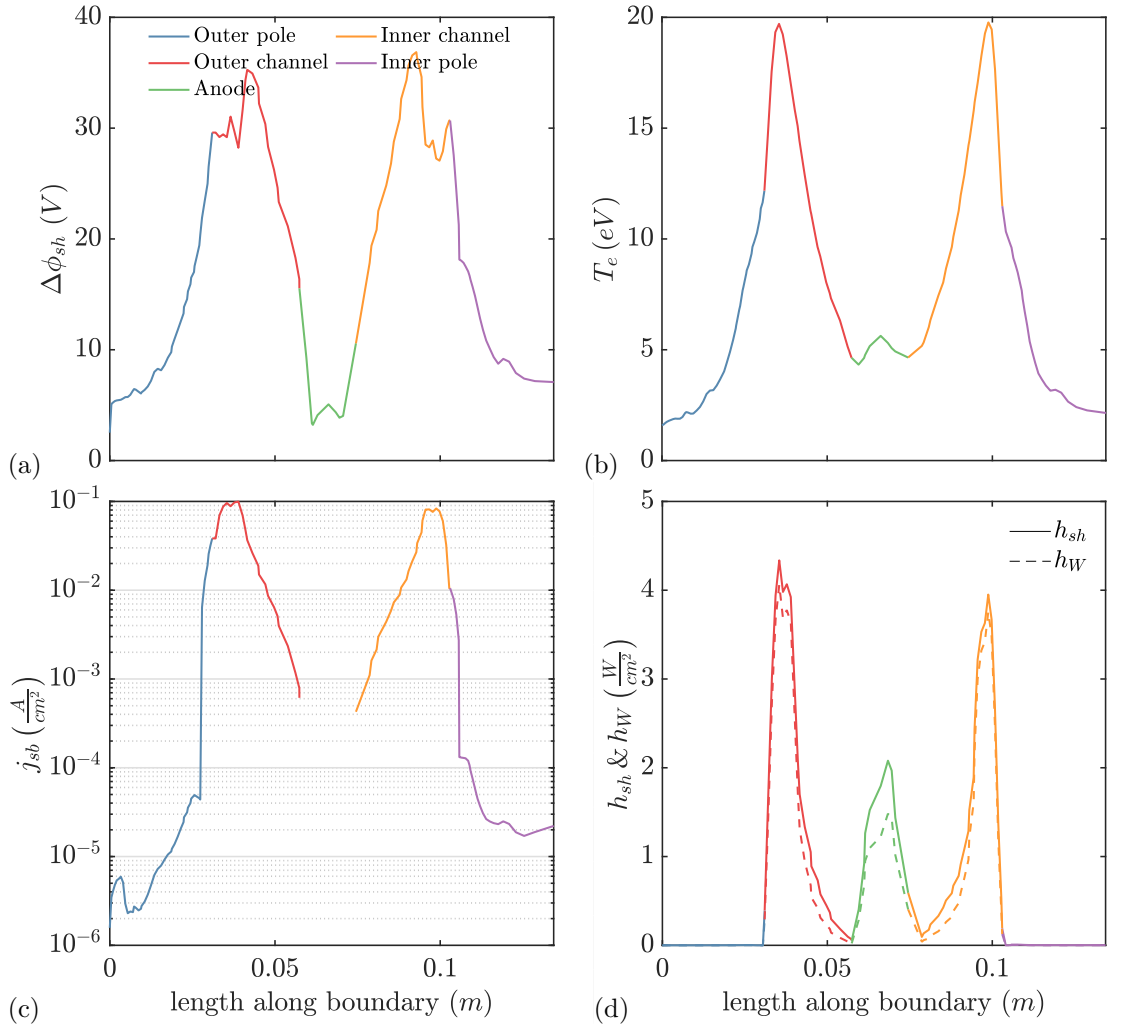 40
30
20
10
0
Δϕsh (V)
Outer pole
Inner channel
Outer channel
Inner pole
Anode
(a)
20
15
10
5
0
Te (eV)
(b)
10−1
10−2
10−3
10−4
10−5
10−6
jsb (A/cm2)
0
0.05
0.1
length along boundary (m)
(c)
5
4
3
2
1
0
hsh & hW (W/cm2)
hsh
hW
0
0.05
0.1
length along boundary (m)
(d)